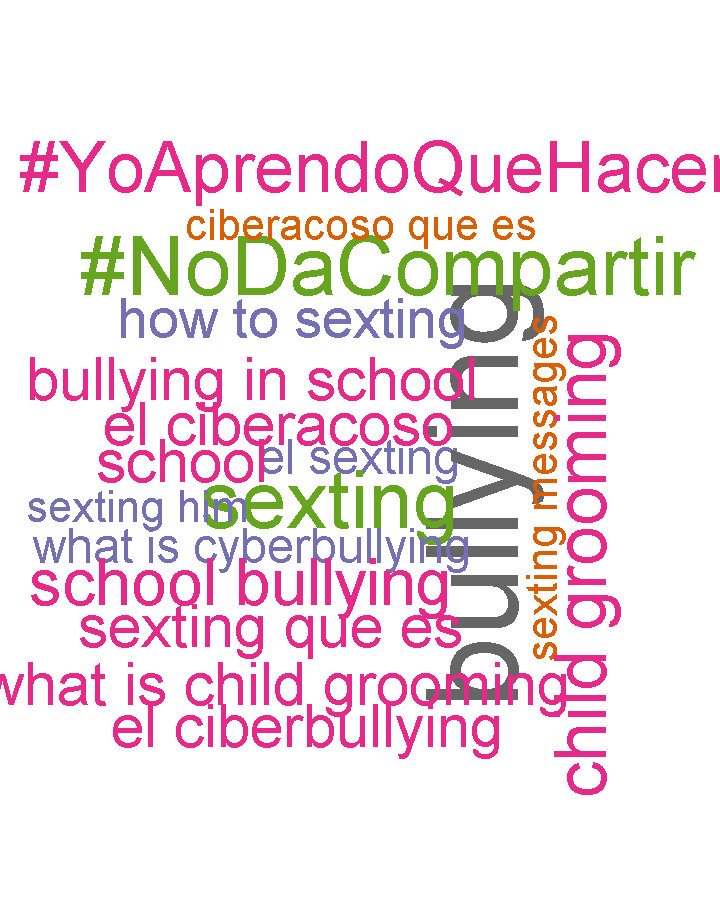 #YoAprendoQueHacer
ciberacoso que es
#NoDaCompartir
how to sexting
bullying in school
el ciberacoso
school
el sexting
sexting him
sexting
what is cyberbullying
school bullying
sexting que es
what is child grooming
el ciberbullying
bullying
sexting messages
child grooming